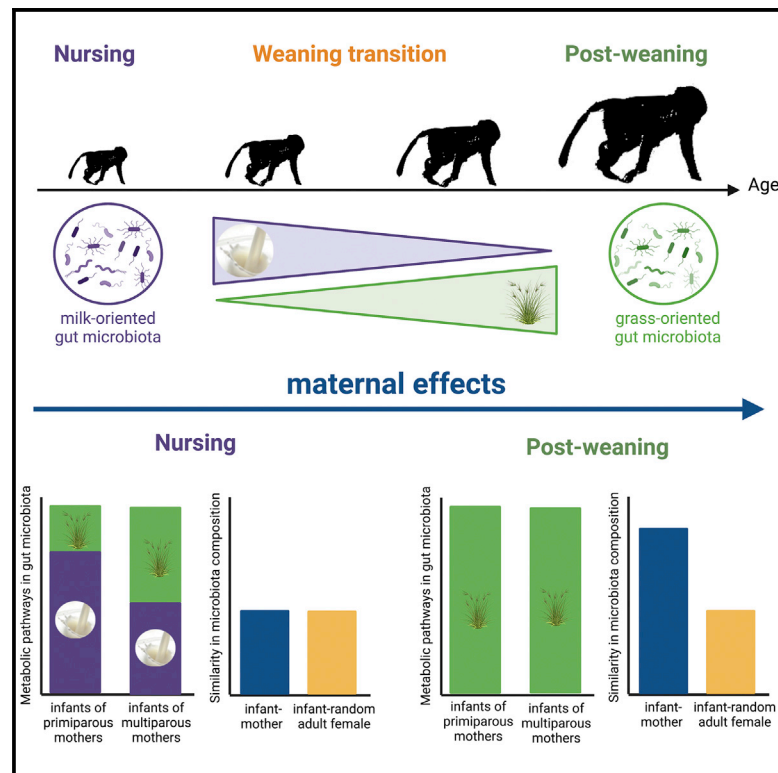 Nursing
Weaning transition
Post-weaning
Age
milk-oriented
gut microbiota
grass-oriented
gut microbiota
maternal effects
Nursing
Post-weaning
Metabolic pathways in gut microbiota
infants of
primiparous
mothers
infants of
multiparous
mothers
Similarity in microbiota composition
infant-
mother
infant-random
adult female
Metabolic pathways in gut microbiota
infants of
primiparous
mothers
infants of
multiparous
mothers
Similarity in microbiota composition
infant-
mother
infant-random
adult female